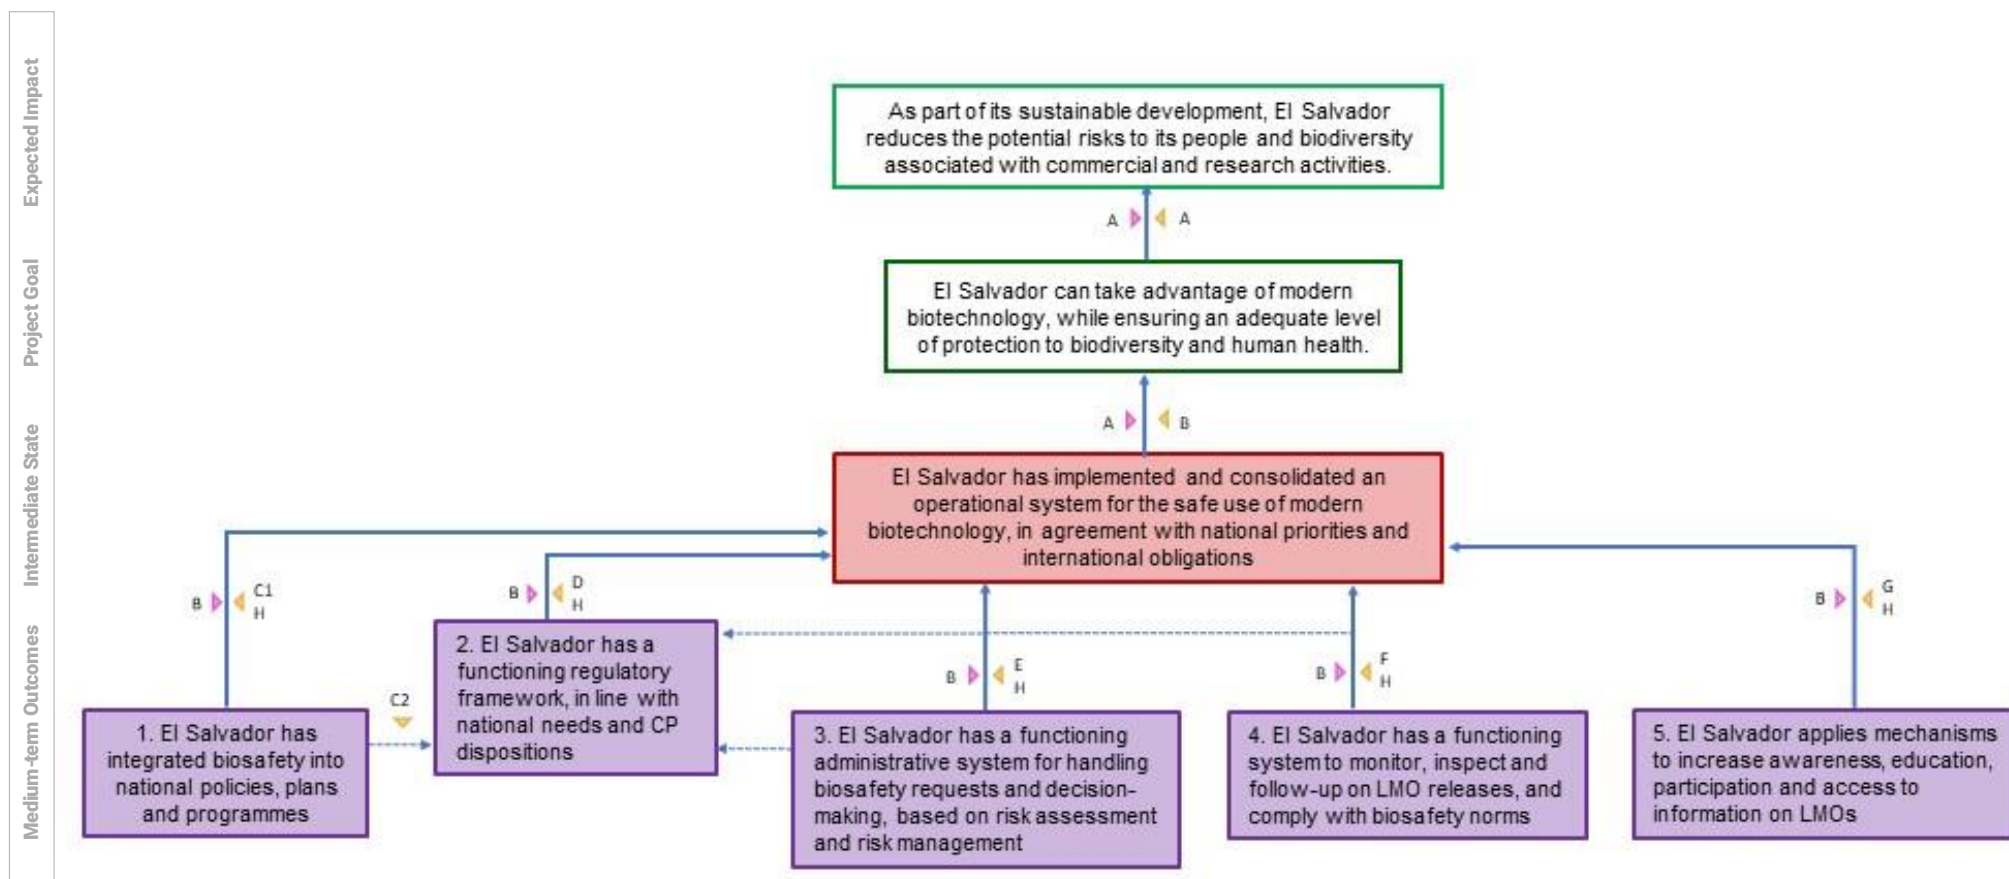 Expected Impact
Project Goal
Intermediate State
Medium-term Outcomes
As part of its sustainable development, El Salvador
reduces the potential risks to its people and biodiversity
associated with commercial and research activities.
A
A
El Salvador can take advantage of modern
biotechnology, while ensuring an adequate level
of protection to biodiversity and human health.
A
B
El Salvador has implemented and consolidated an
operational system for the safe use of modern
biotechnology, in agreement with national priorities and
international obligations
B
C1
H
B
D
H
B
E
H
B
F
H
B
G
H
C2
1. El Salvador has
integrated biosafety into
national policies, plans
and programmes
2. El Salvador has a
functioning regulatory
framework, in line with
national needs and CP
dispositions
3. El Salvador has a functioning
administrative system for handling
biosafety requests and decision-
making, based on risk assessment
and risk management
4. El Salvador has a functioning
system to monitor, inspect and
follow-up on LMO releases, and
comply with biosafety norms
5. El Salvador applies mechanisms
to increase awareness, education,
participation and access to
information on LMOs